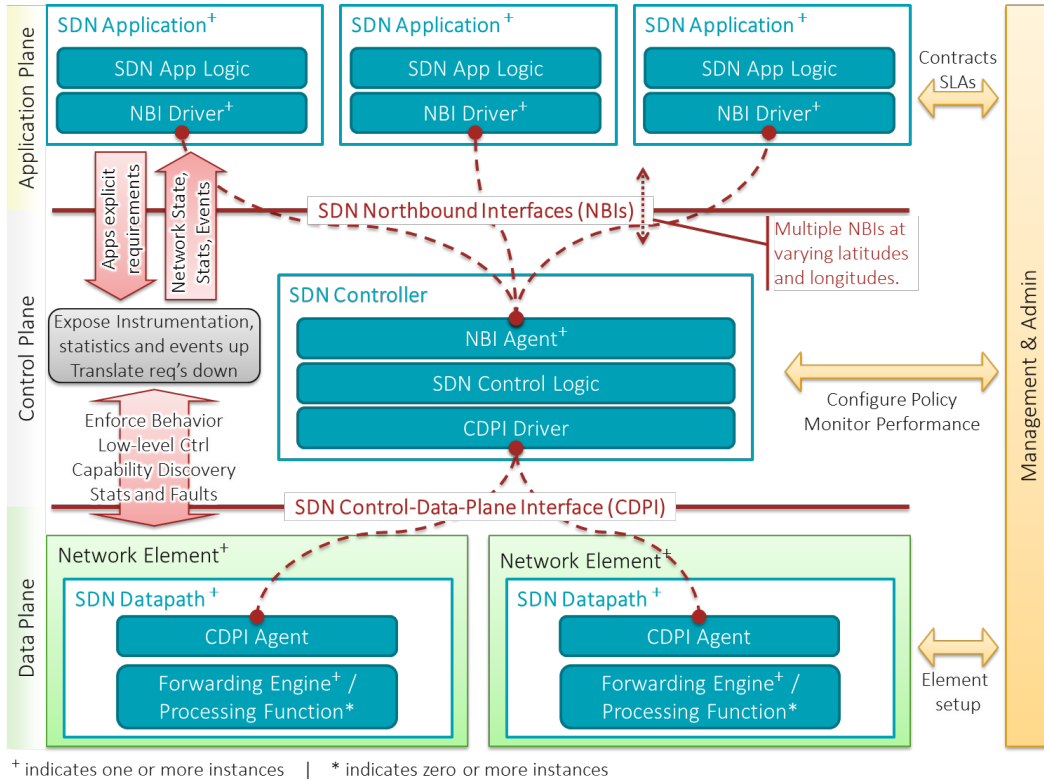 Application Plane
SDN Application+
SDN App Logic
NBI Driver+
SDN Application+
SDN App Logic
NBI Driver+
SDN Application+
SDN App Logic
NBI Driver+
Contracts
SLAs
Apps explicit
requirements
Network State,
Stats, Events
SDN Northbound Interfaces (NBIs)
Multiple NBIs at
varying latitudes
and longitudes.
Control Plane
Expose Instrumentation,
statistics and events up
Translate req's down
SDN Controller
NBI Agent+
SDN Control Logic
CDPI Driver
Configure Policy
Monitor Performance
Management & Admin
Enforce Behavior
Low-level Ctrl
Capability Discovery
Stats and Faults
SDN Control-Data-Plane Interface (CDPI)
Data Plane
Network Element+
SDN Datapath+
CDPI Agent
Forwarding Engine+ /
Processing Function*
Network Element+
SDN Datapath+
CDPI Agent
Forwarding Engine+ /
Processing Function*
Element
setup
+ indicates one or more instances | * indicates zero or more instances